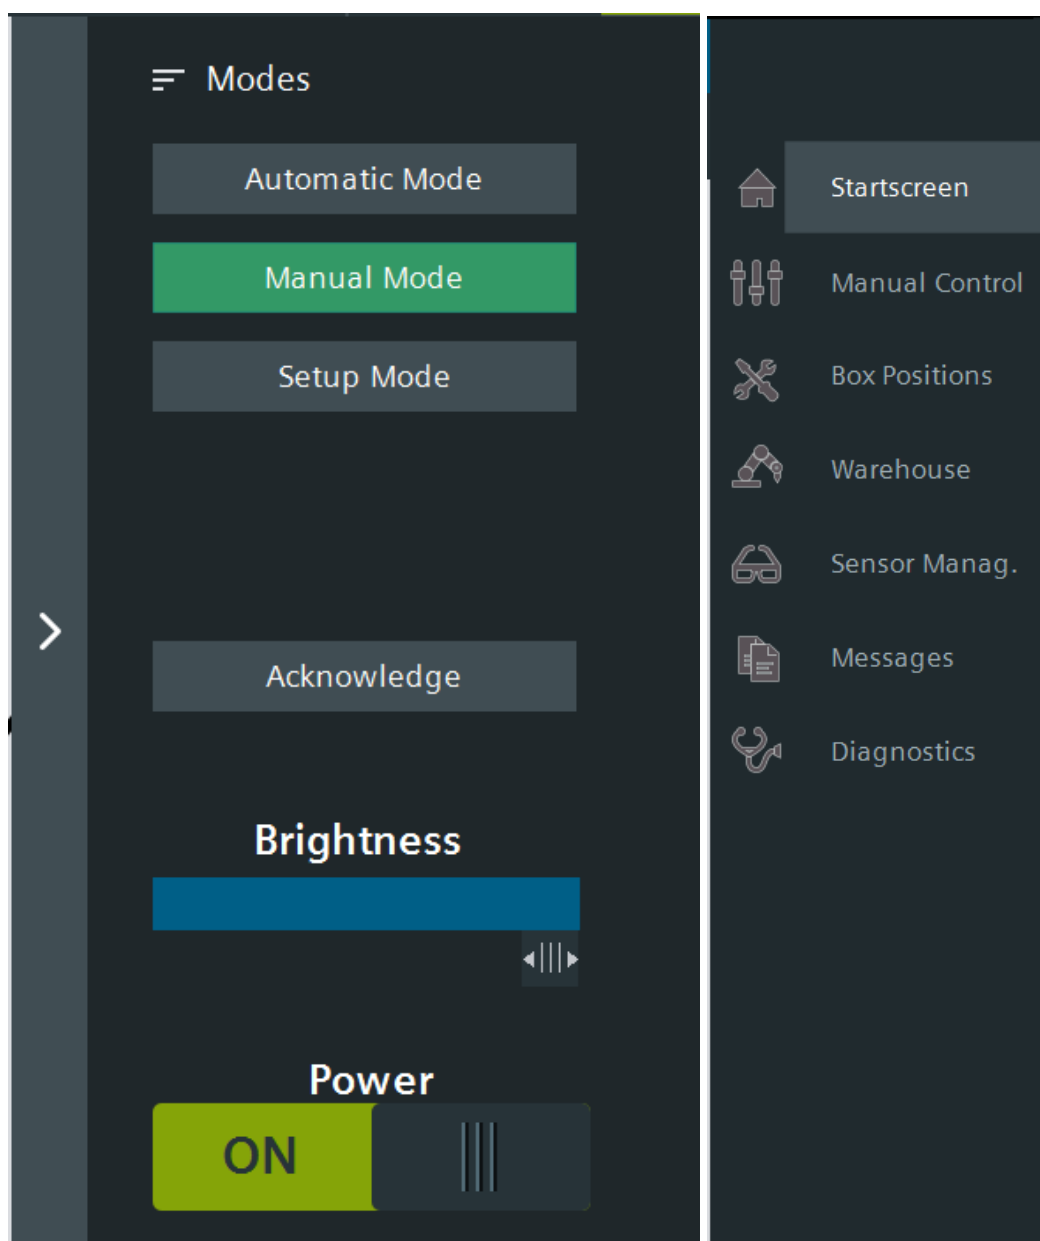 Modes
Automatic Mode
Manual Mode
Setup Mode
Acknowledge
Brightness
Power
ON
Startscreen
Manual Control
Box Positions
Warehouse
Sensor Manag.
Messages
Diagnostics